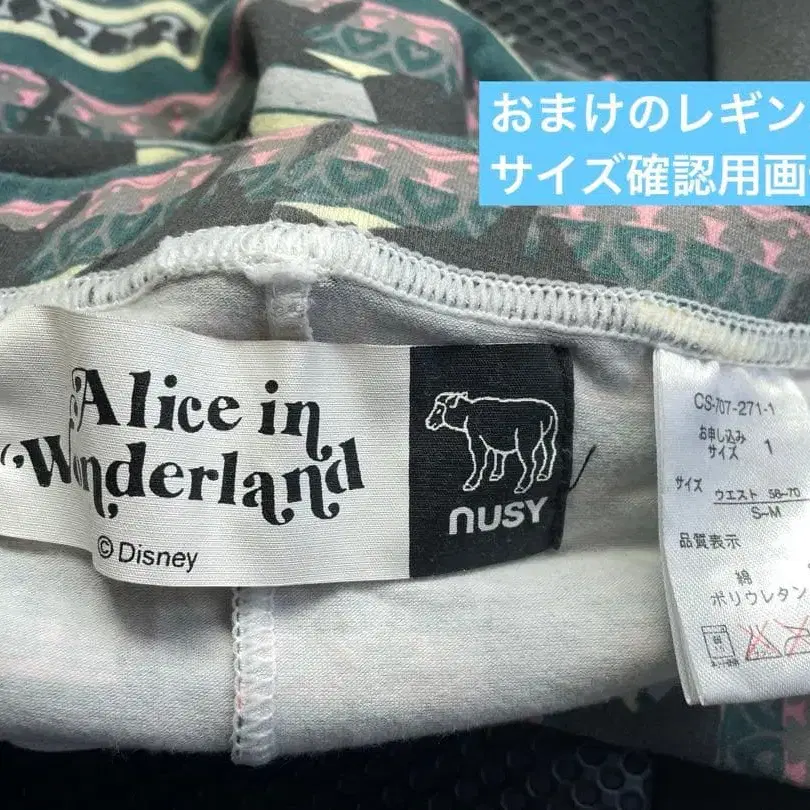 おまけのレギン
サイズ確認用画
Alice in
Wonderland
© Disney
nusy
CS-707-271-1
お申し込み
サイズ 1
サイズ ウエスト 58-70
S-M
品質表示
綿
ポリウレタン